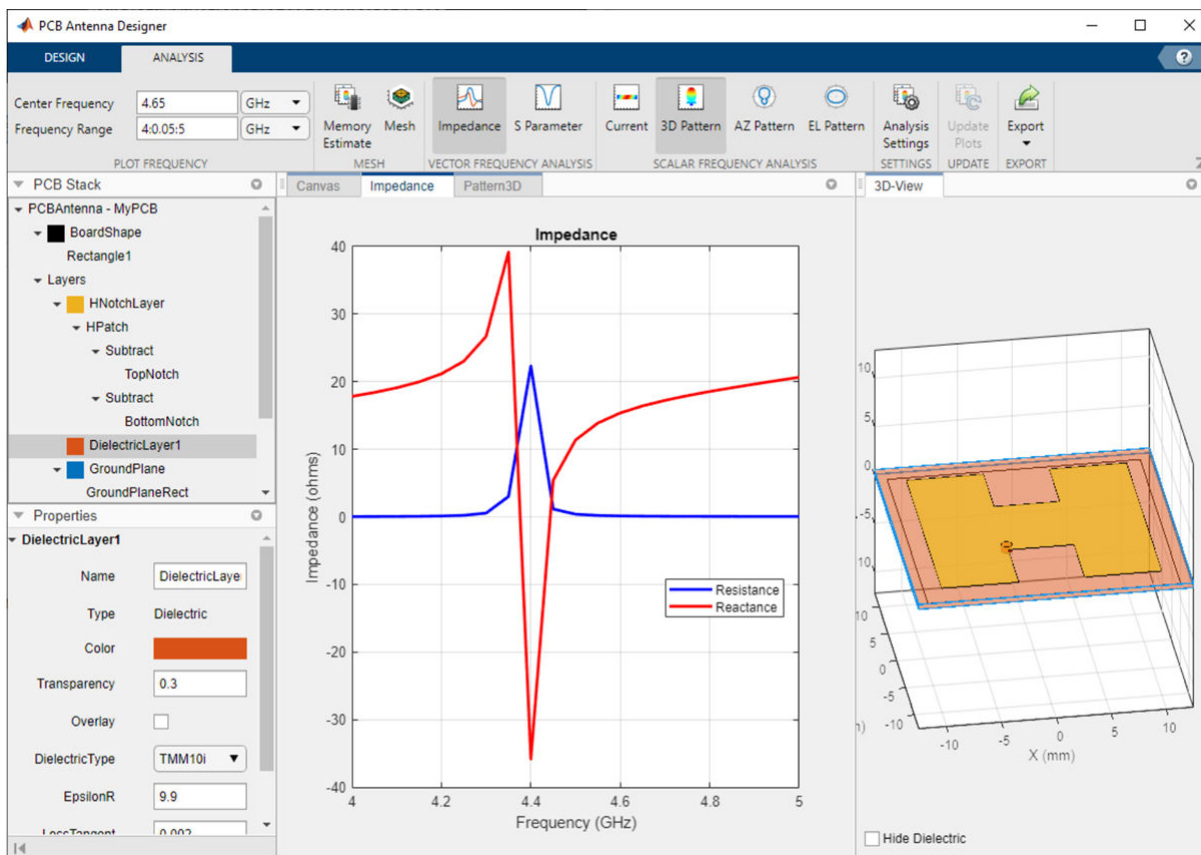 PCB Antenna Designer
DESIGN ANALYSIS
?
Center Frequency 4.65 GHz
Frequency Range 4:0.05:5 GHz
Memory Estimate
Mesh
Impedance
S Parameter
Current
3D Pattern
AZ Pattern
EL Pattern
Analysis Settings
Update Plots
Export
PLOT FREQUENCY MESH VECTOR FREQUENCY ANALYSIS SCALAR FREQUENCY ANALYSIS SETTINGS UPDATE EXPORT
PCB Stack
PCBAntenna - MyPCB
BoardShape
Rectangle1
Layers
HNotchLayer
HPatch
Subtract
TopNotch
Subtract
BottomNotch
DielectricLayer1
GroundPlane
GroundPlaneRect
Properties
DielectricLayer1
Name DielectricLaye
Type Dielectric
Color
Transparency 0.3
Overlay
DielectricType TMM10i
EpsilonR 9.9
LossTangent 0.002
Canvas Impedance Pattern3D
Impedance
40
30
20
10
0
-10
-20
-30
-40
4 4.2 4.4 4.6 4.8 5
Impedance (ohms)
Frequency (GHz)
Resistance
Reactance
3D-View
10
5
0
-5
-10
10
5
0
-5
-10
-10 -5 0 5 10
X (mm)
Hide Dielectric